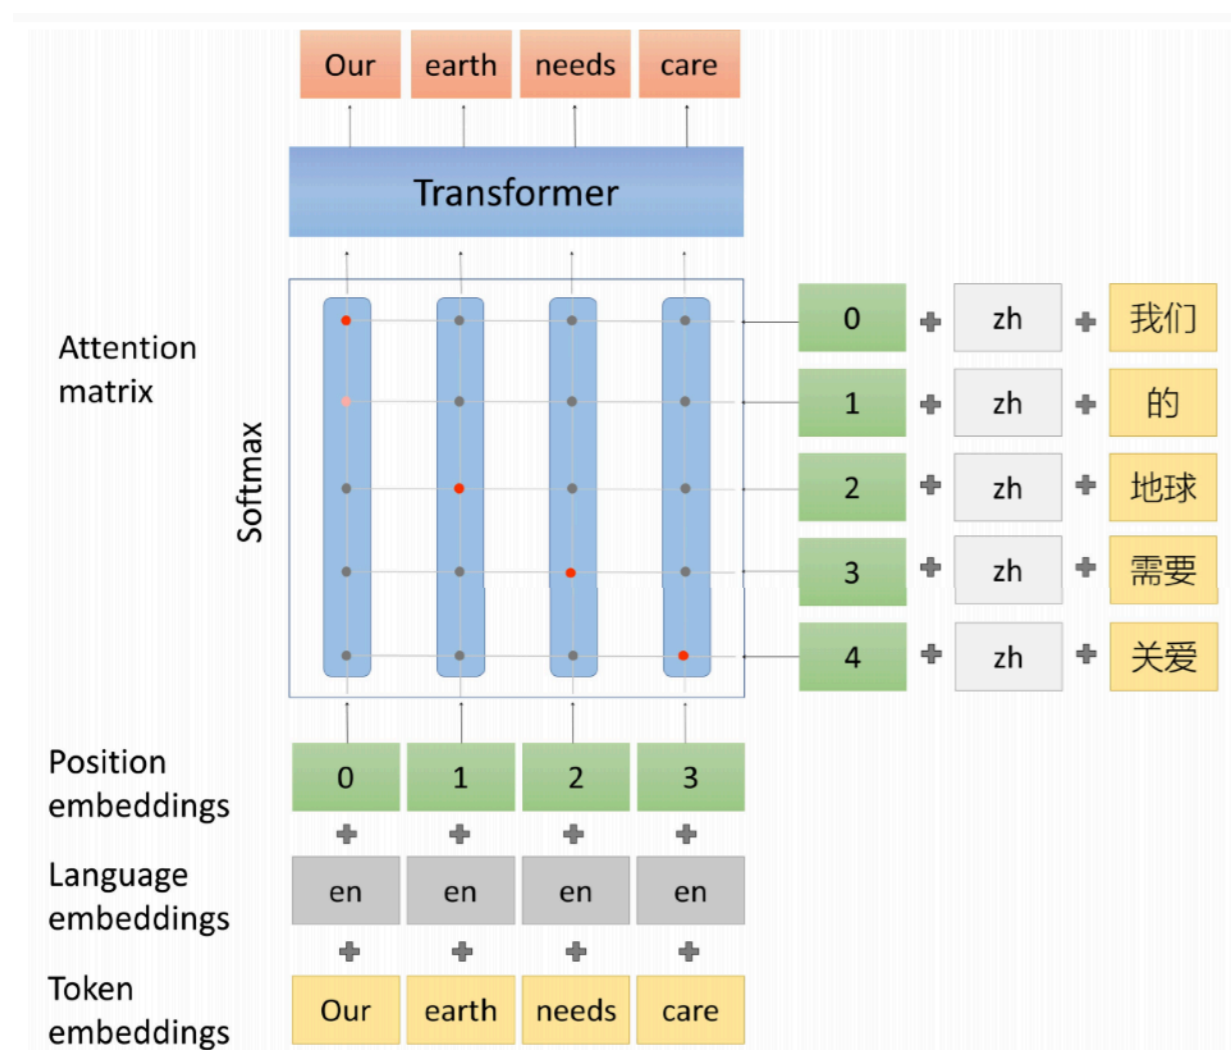 Our earth needs care
Transformer
Attention
matrix
Softmax
0 zh 我们
1 zh 的
2 zh 地球
3 zh 需要
4 zh 关爱
Position
embeddings
0 1 2 3
Language
embeddings
en en en en
Token
embeddings
Our earth needs care